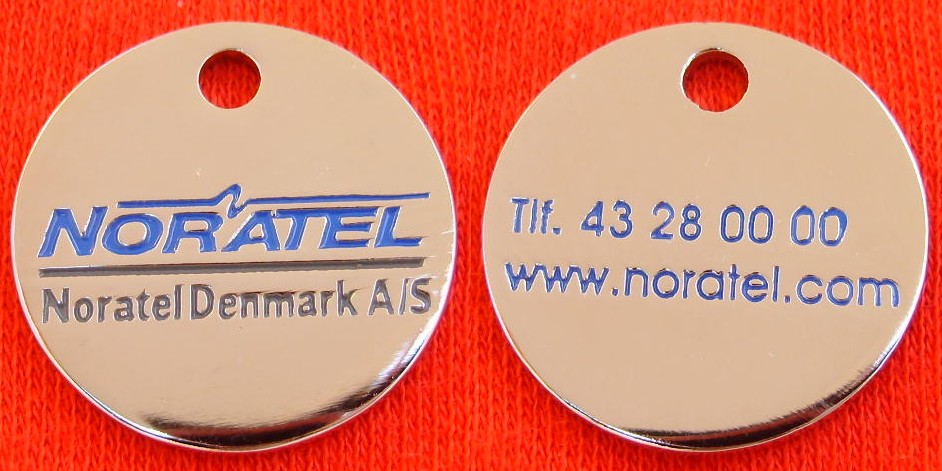 NORATEL
Noratel Denmark A/S
Tlf. 43 28 00 00
www.noratel.com